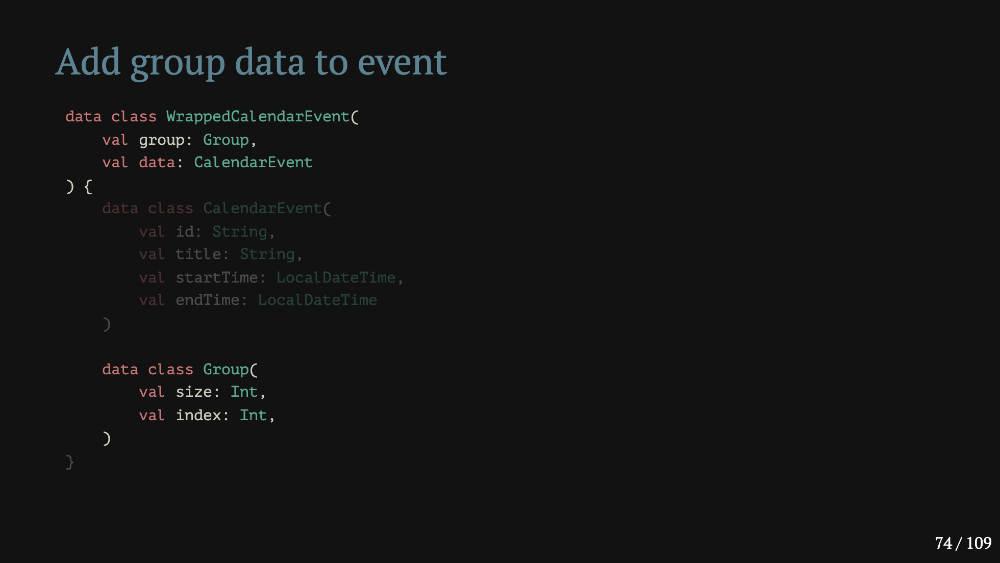 Add group data to event
data class WrappedCalendarEvent(
    val group: Group,
    val data: CalendarEvent
) {
    data class CalendarEvent(
        val id: String,
        val title: String,
        val startTime: LocalDateTime,
        val endTime: LocalDateTime
    )

    data class Group(
        val size: Int,
        val index: Int,
    )
}
74 / 109